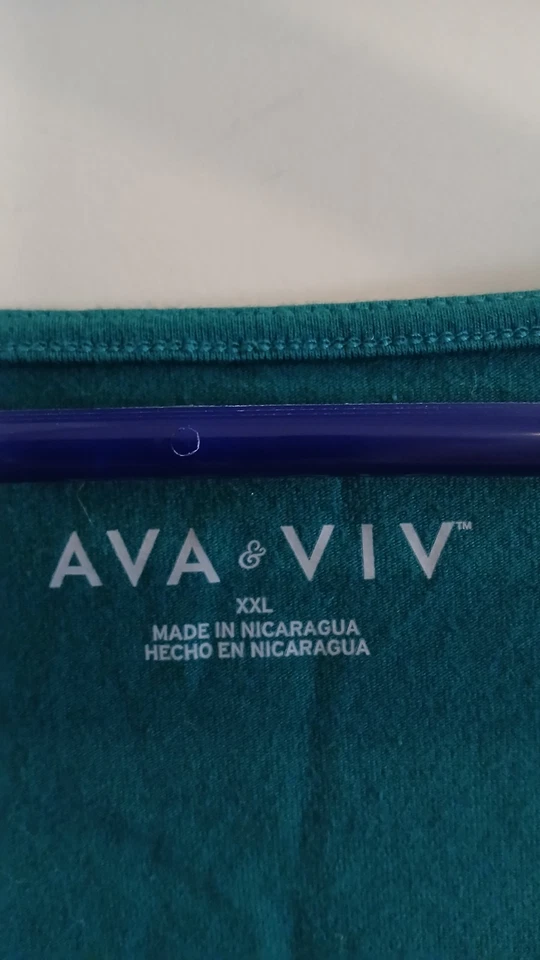 AVA & VIV™
XXL
MADE IN NICARAGUA
HECHO EN NICARAGUA